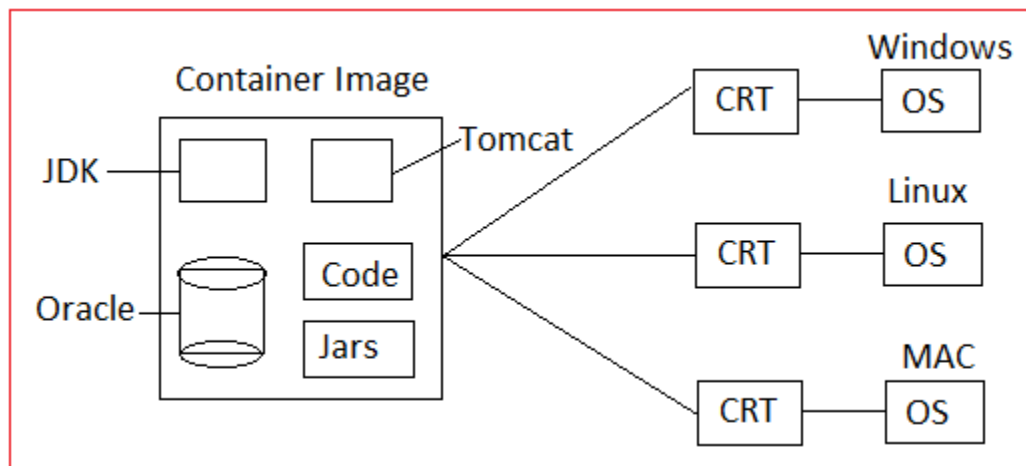 Container Image
JDK
Tomcat
Oracle
Code
Jars
Windows
CRT
OS
Linux
CRT
OS
MAC
CRT
OS